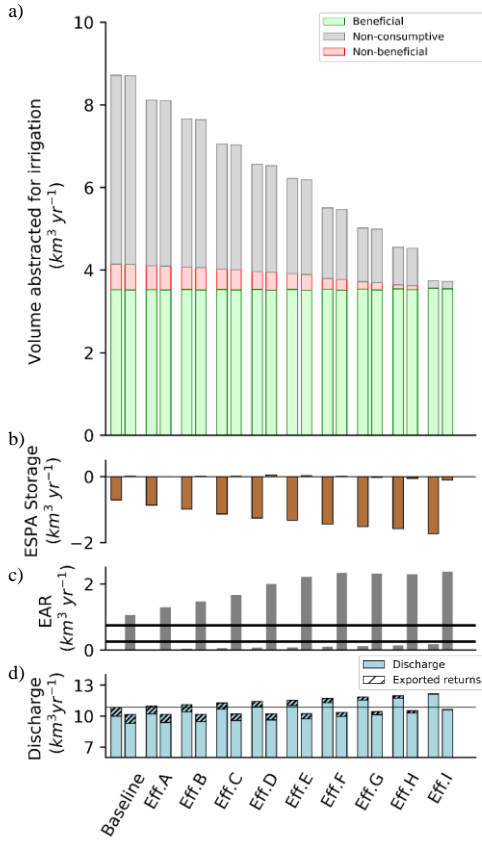 a)
Beneficial
Non-consumptive
Non-beneficial
Volume abstracted for irrigation
(km³ yr⁻¹)
10
8
6
4
2
0
b)
ESPA Storage
(km³ yr⁻¹)
0
−2
c)
EAR
(km³ yr⁻¹)
2
0
d)
Discharge
Exported returns
Discharge
(km³yr⁻¹)
13
10
7
Baseline
Eff.A
Eff.B
Eff.C
Eff.D
Eff.E
Eff.F
Eff.G
Eff.H
Eff.I